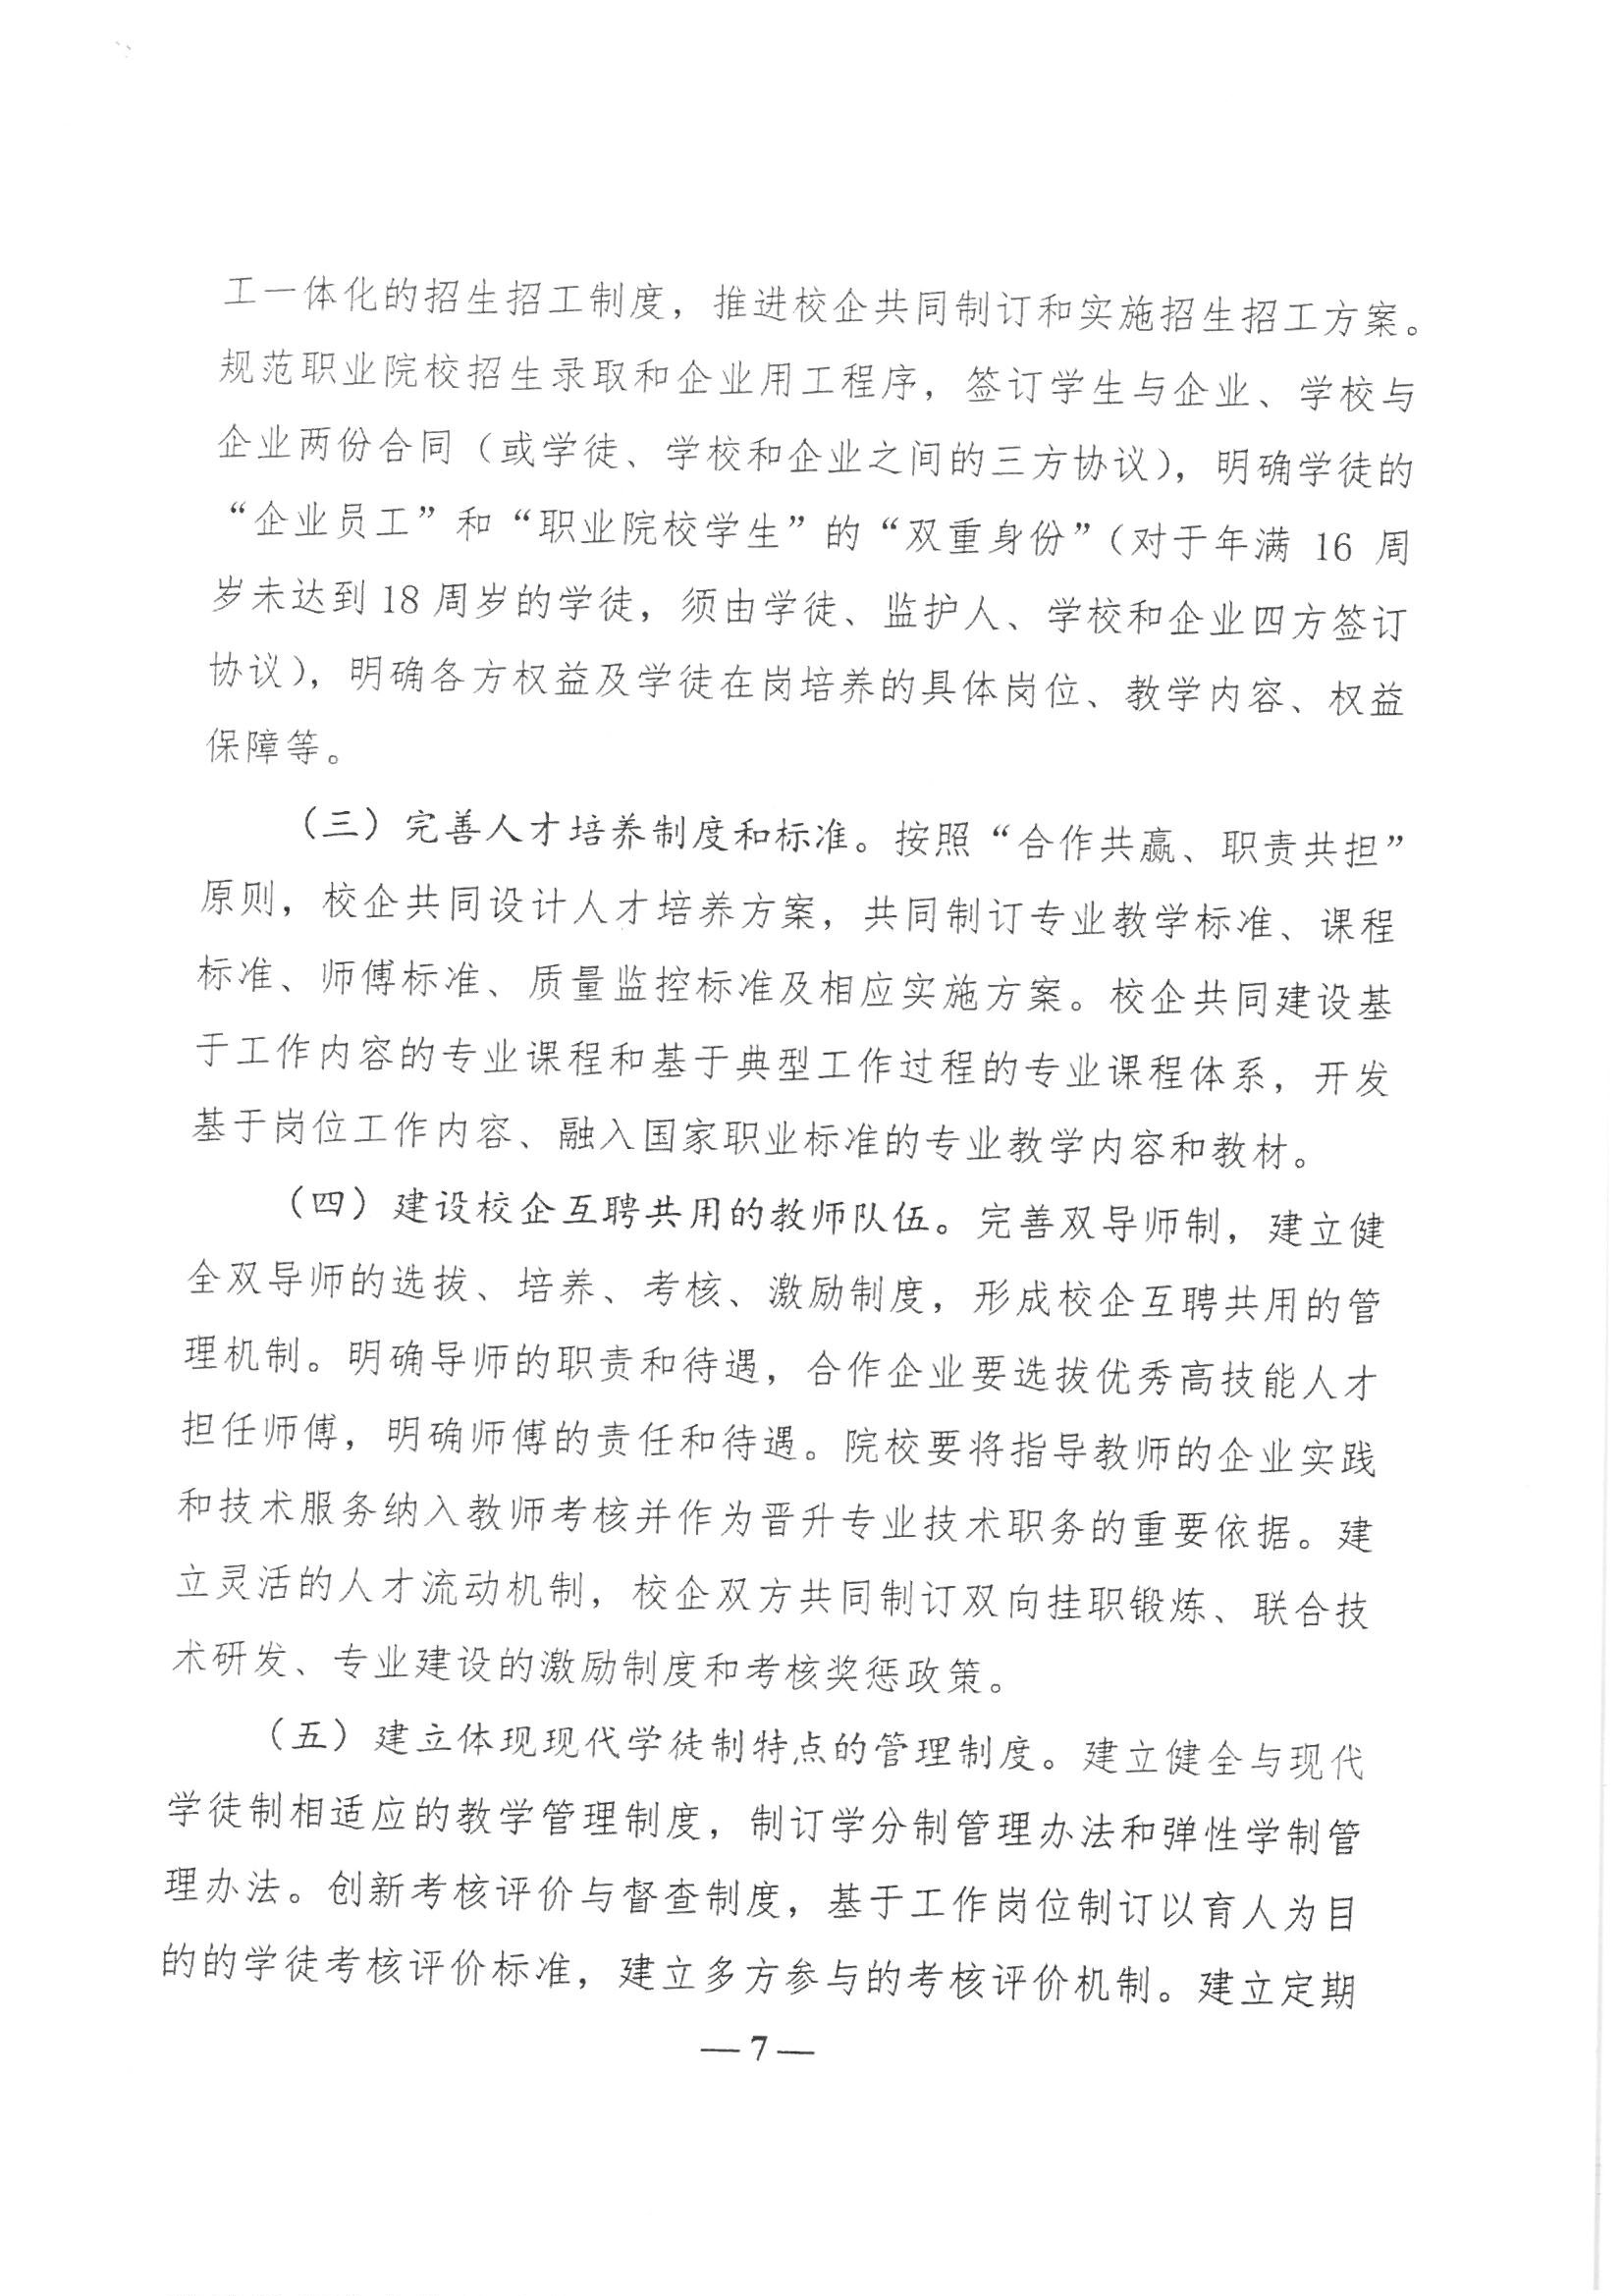 工一体化的招生招工制度，推进校企共同制订和实施招生招工方案。
规范职业院校招生录取和企业用工程序，签订学生与企业、学校与
企业两份合同（或学徒、学校和企业之间的三方协议），明确学徒的
“企业员工”和“职业院校学生”的“双重身份”（对于年满 16 周
岁未达到 18 周岁的学徒，须由学徒、监护人、学校和企业四方签订
协议），明确各方权益及学徒在岗培养的具体岗位、教学内容、权益
保障等。
（三）完善人才培养制度和标准。按照“合作共赢、职责共担”
原则，校企共同设计人才培养方案，共同制订专业教学标准、课程
标准、师傅标准、质量监控标准及相应实施方案。校企共同建设基
于工作内容的专业课程和基于典型工作过程的专业课程体系，开发
基于岗位工作内容、融入国家职业标准的专业教学内容和教材。
（四）建设校企互聘共用的教师队伍。完善双导师制，建立健
全双导师的选拔、培养、考核、激励制度，形成校企互聘共用的管
理机制。明确导师的职责和待遇，合作企业要选拔优秀高技能人才
担任师傅，明确师傅的责任和待遇。院校要将指导教师的企业实践
和技术服务纳入教师考核并作为晋升专业技术职务的重要依据。建
立灵活的人才流动机制，校企双方共同制订双向挂职锻炼、联合技
术研发、专业建设的激励制度和考核奖惩政策。
（五）建立体现现代学徒制特点的管理制度。建立健全与现代
学徒制相适应的教学管理制度，制订学分制管理办法和弹性学制管
理办法。创新考核评价与督查制度，基于工作岗位制订以育人为目
的的学徒考核评价标准，建立多方参与的考核评价机制。建立定期
— 7 —